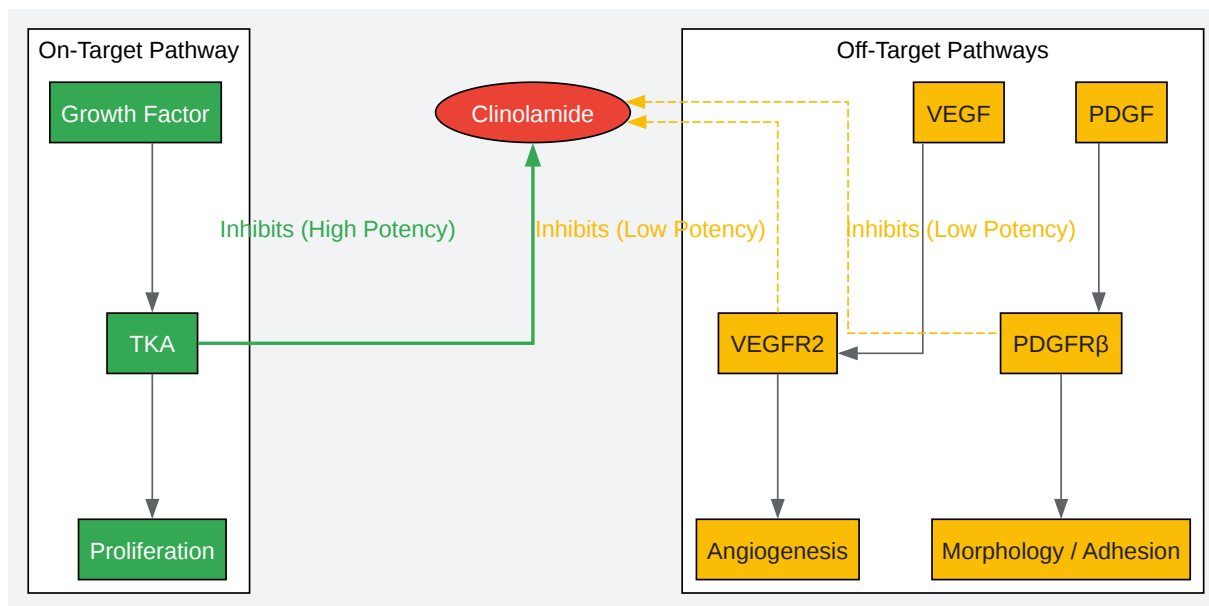 On-Target Pathway
Off-Target Pathways
Growth Factor
Clinolamide
VEGF
PDGF
Inhibits (High Potency)
Inhibits (Low Potency)
Inhibits (Low Potency)
TKA
VEGFR2
PDGFRβ
Proliferation
Angiogenesis
Morphology / Adhesion